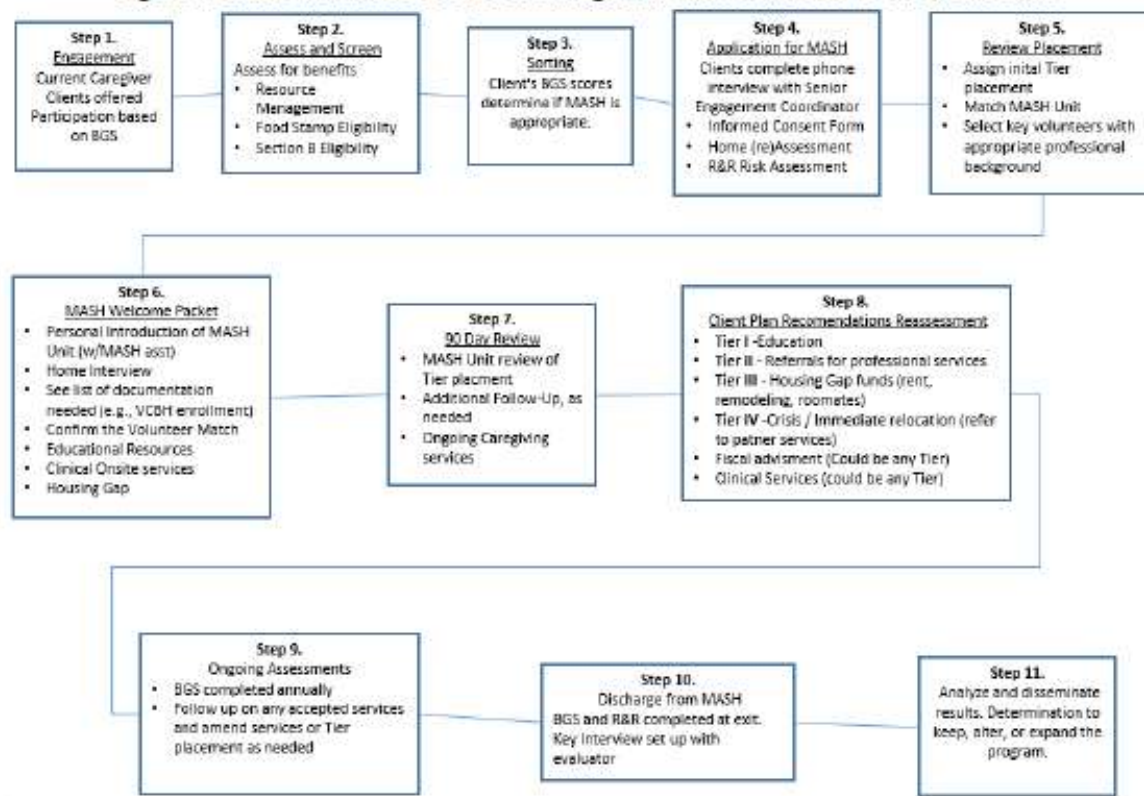 Step 1.
Engagement
Current Caregiver
Clients offered
Participation based
on BGS
Step 2.
Assess and Screen
Assess for benefits
• Resource
Management
• Food Stamp Eligibility
• Section B Eligibility
Step 3.
Sorting
Client's BGS scores
determine if MASH is
appropriate.
Step 4.
Application for MASH
Clients complete phone
interview with Senior
Engagement Coordinator
• Informed Consent Form
• Home (re)Assessment
• R&R Risk Assessment
Step 5.
Review Placement
• Assign inital Tier
placement
• Match MASH Unit
• Select key volunteers with
appropriate professional
background
Step 6.
MASH Welcome Packet
• Personal Introduction of MASH
Unit (w/MASH asst)
• Home Interview
• See list of documentation
needed (e.g., VCBH enrollment)
• Confirm the Volunteer Match
• Educational Resources
• Clinical Onsite services
• Housing Gap
Step 7.
90 Day Review
• MASH Unit review of
Tier placment
• Additional Follow-Up, as
needed
• Ongoing Caregiving
services
Step 8.
Client Plan Recomendations Reassessment
• Tier I -Education
• Tier II - Referrals for professional services
• Tier III - Housing Gap funds (rent,
remodeling, roomates)
• Tier IV -Crisis / Immediate relocation (refer
to patner services)
• Fiscal advisment (Could be any Tier)
• Clinical Services (could be any Tier)
Step 9.
Ongoing Assessments
• BGS completed annually
• Follow up on any accepted services
and amend services or Tier
placement as needed
Step 10.
Discharge from MASH
BGS and R&R completed at exit.
Key Interview set up with
evaluator
Step 11.
Analyze and disseminate
results. Determination to
keep, alter, or expand the
program.